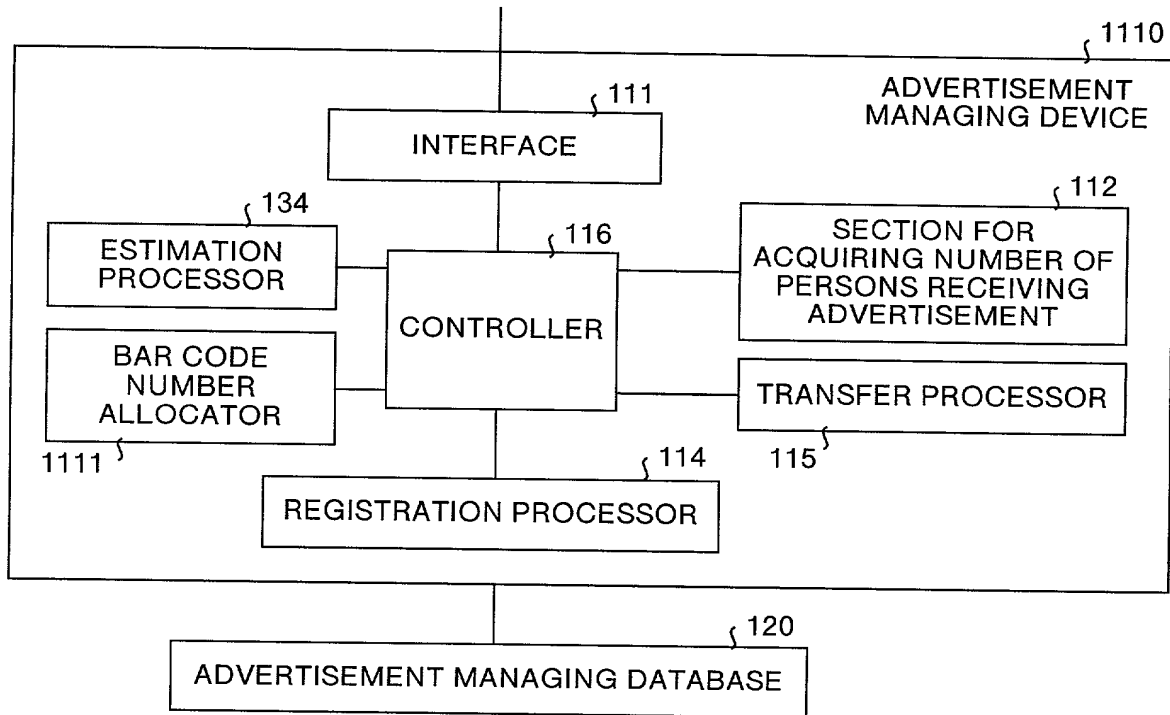 1110
ADVERTISEMENT
MANAGING DEVICE
111
INTERFACE
134
ESTIMATION
PROCESSOR
116
CONTROLLER
112
SECTION FOR
ACQUIRING NUMBER OF
PERSONS RECEIVING
ADVERTISEMENT
BAR CODE
NUMBER
ALLOCATOR
1111
TRANSFER PROCESSOR
115
114
REGISTRATION PROCESSOR
120
ADVERTISEMENT MANAGING DATABASE